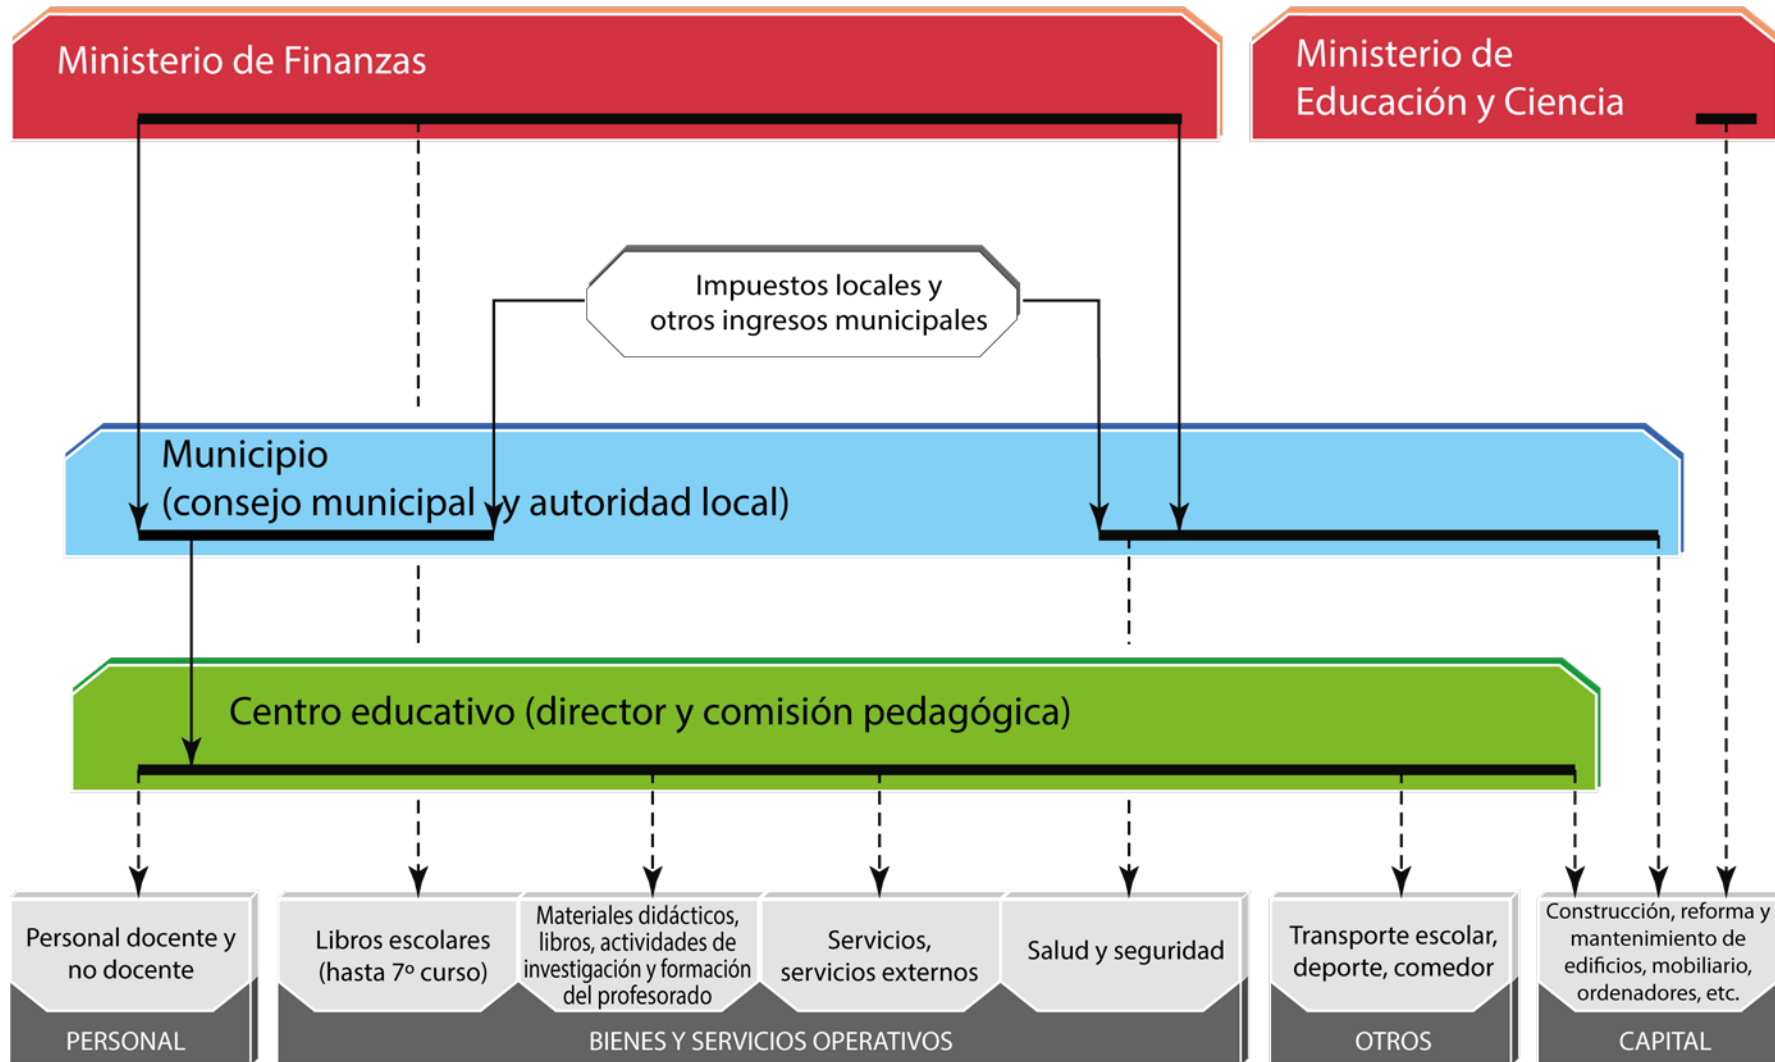 Ministerio de Finanzas
Ministerio de
Educación y Ciencia
Impuestos locales y
otros ingresos municipales
Municipio
(consejo municipal y autoridad local)
Centro educativo (director y comisión pedagógica)
Personal docente y
no docente
Libros escolares
(hasta 7º curso)
Materiales didácticos,
libros, actividades de
investigación y formación
del profesorado
Servicios,
servicios externos
Salud y seguridad
Transporte escolar,
deporte, comedor
Construcción, reforma y
mantenimiento de
edificios, mobiliario,
ordenadores, etc.
PERSONAL
BIENES Y SERVICIOS OPERATIVOS
OTROS
CAPITAL